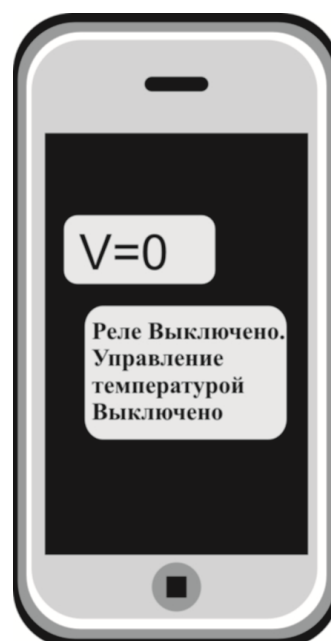 V=0
Реле Выключено.
Управление
температурой
Выключено